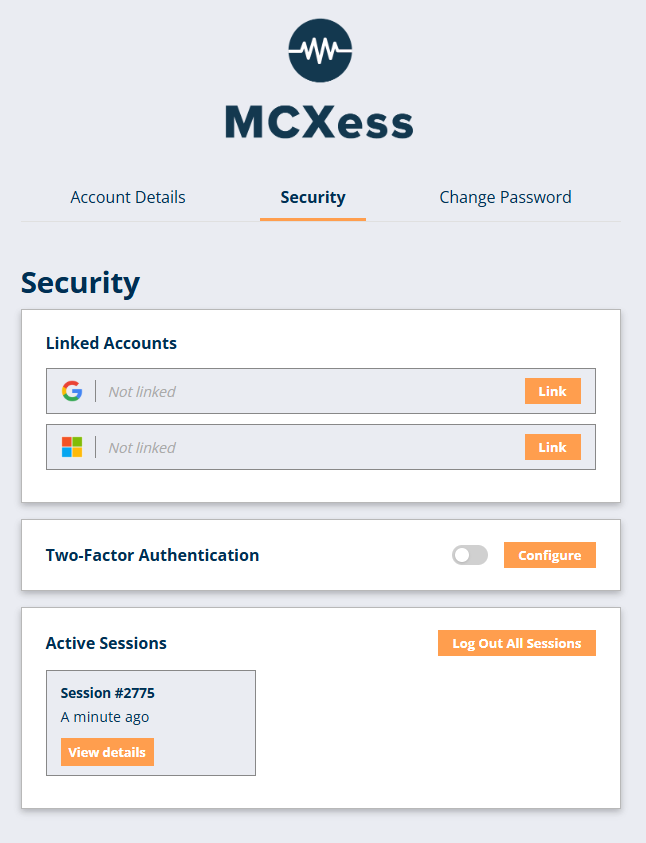 MCXess
Account Details Security Change Password
Security
Linked Accounts
Not linked Link
Not linked Link
Two-Factor Authentication Configure
Active Sessions Log Out All Sessions
Session #2775
A minute ago
View details